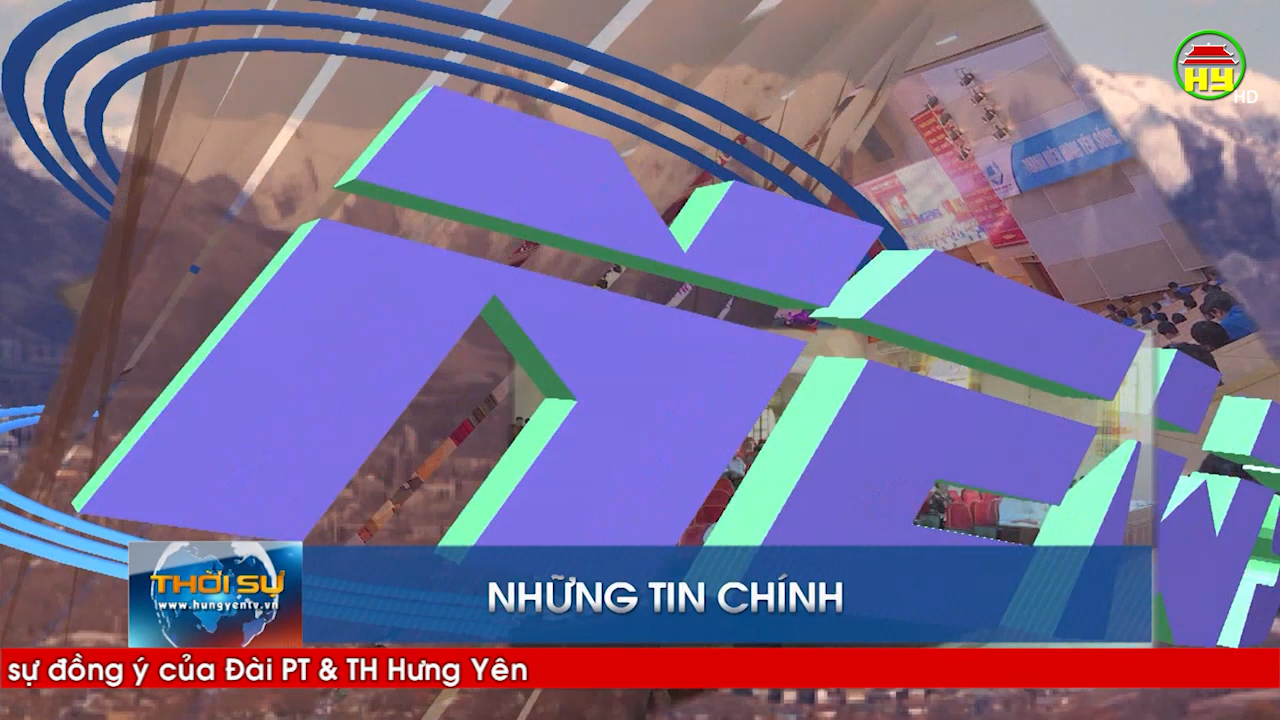 HY
HD
THỜI SỰ
www.hungyentv.vn
NHỮNG TIN CHÍNH
sự đồng ý của Đài PT & TH Hưng Yên